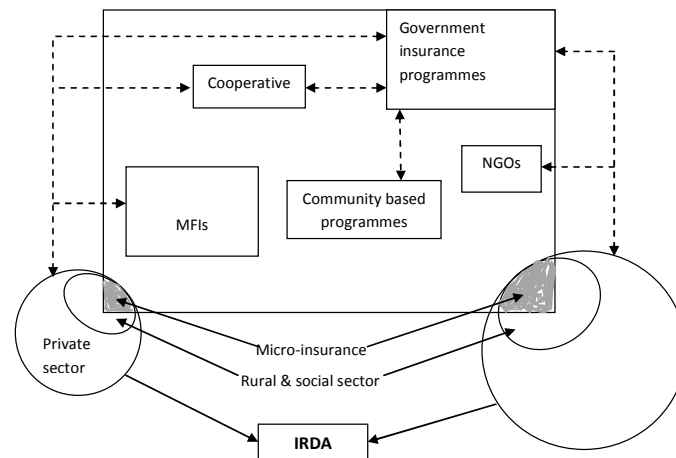 Government
insurance
programmes
Cooperative
NGOs
Community based
programmes
MFIs
Private
sector
Micro-insurance
Rural & social sector
IRDA